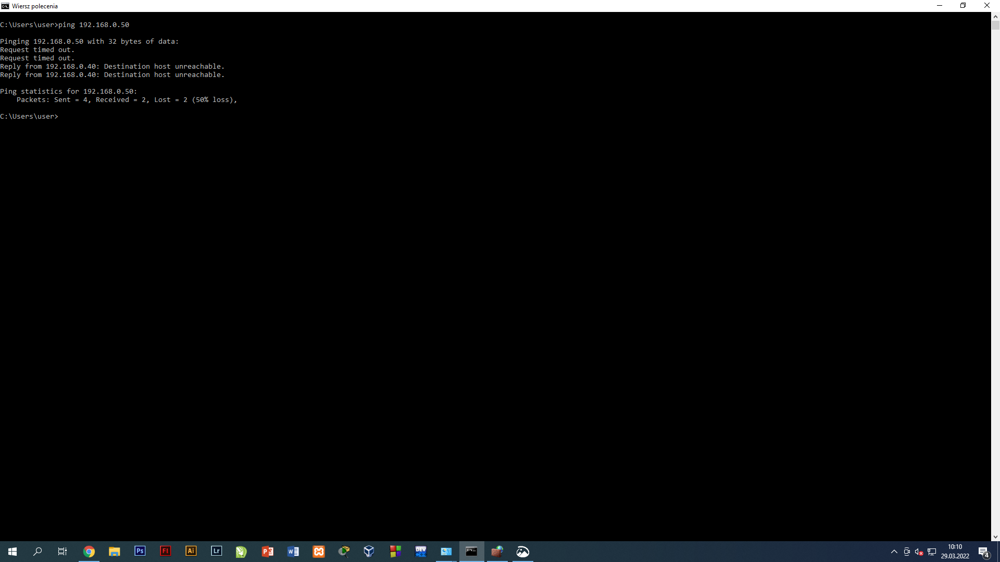 Wiersz polecenia
C:\Users\user>ping 192.168.0.50
Pinging 192.168.0.50 with 32 bytes of data:
Request timed out.
Request timed out.
Reply from 192.168.0.40: Destination host unreachable.
Reply from 192.168.0.40: Destination host unreachable.
Ping statistics for 192.168.0.50:
    Packets: Sent = 4, Received = 2, Lost = 2 (50% loss),
C:\Users\user>
Ps
Fl
Ai
Lr
DEV
10:10
29.03.2022
4